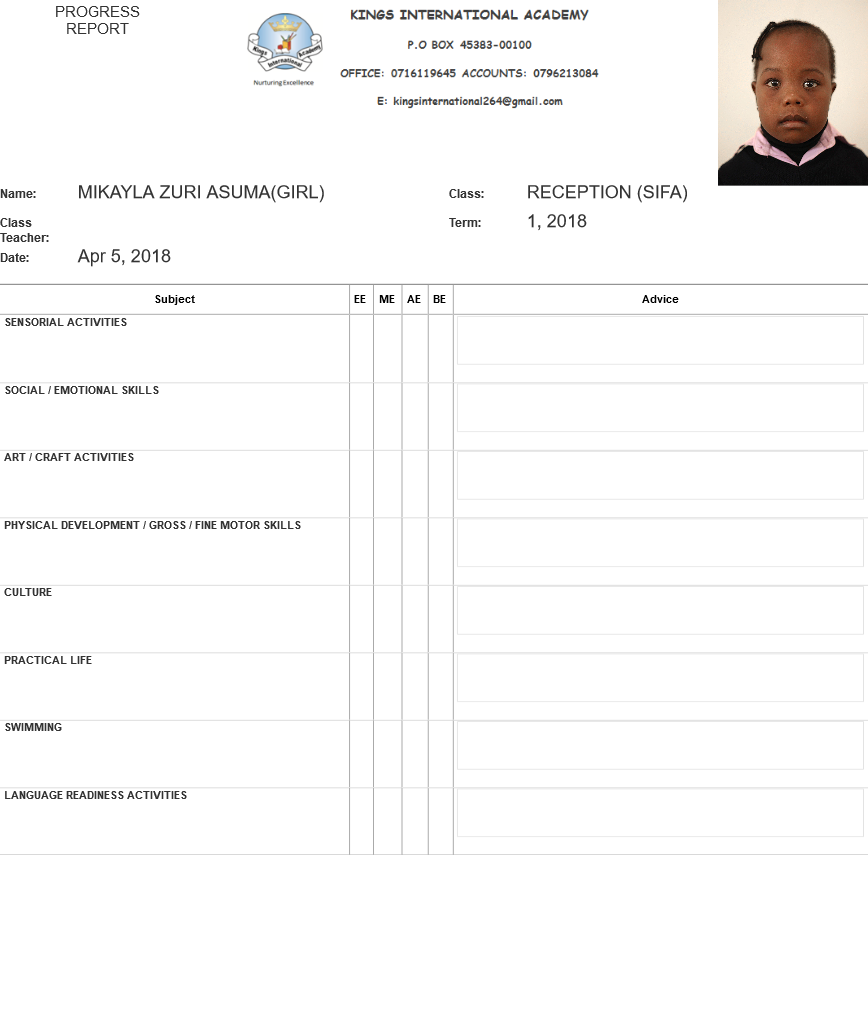 PROGRESS
REPORT
Kings Academy
International
Nurturing Excellence
KINGS INTERNATIONAL ACADEMY
P.O BOX 45383-00100
OFFICE: 0716119645 ACCOUNTS: 0796213084
E: kingsinternational264@gmail.com
Name: MIKAYLA ZURI ASUMA(GIRL) Class: RECEPTION (SIFA)
Class
Teacher: Term: 1, 2018
Date: Apr 5, 2018
Subject EE ME AE BE Advice
SENSORIAL ACTIVITIES
SOCIAL / EMOTIONAL SKILLS
ART / CRAFT ACTIVITIES
PHYSICAL DEVELOPMENT / GROSS / FINE MOTOR SKILLS
CULTURE
PRACTICAL LIFE
SWIMMING
LANGUAGE READINESS ACTIVITIES